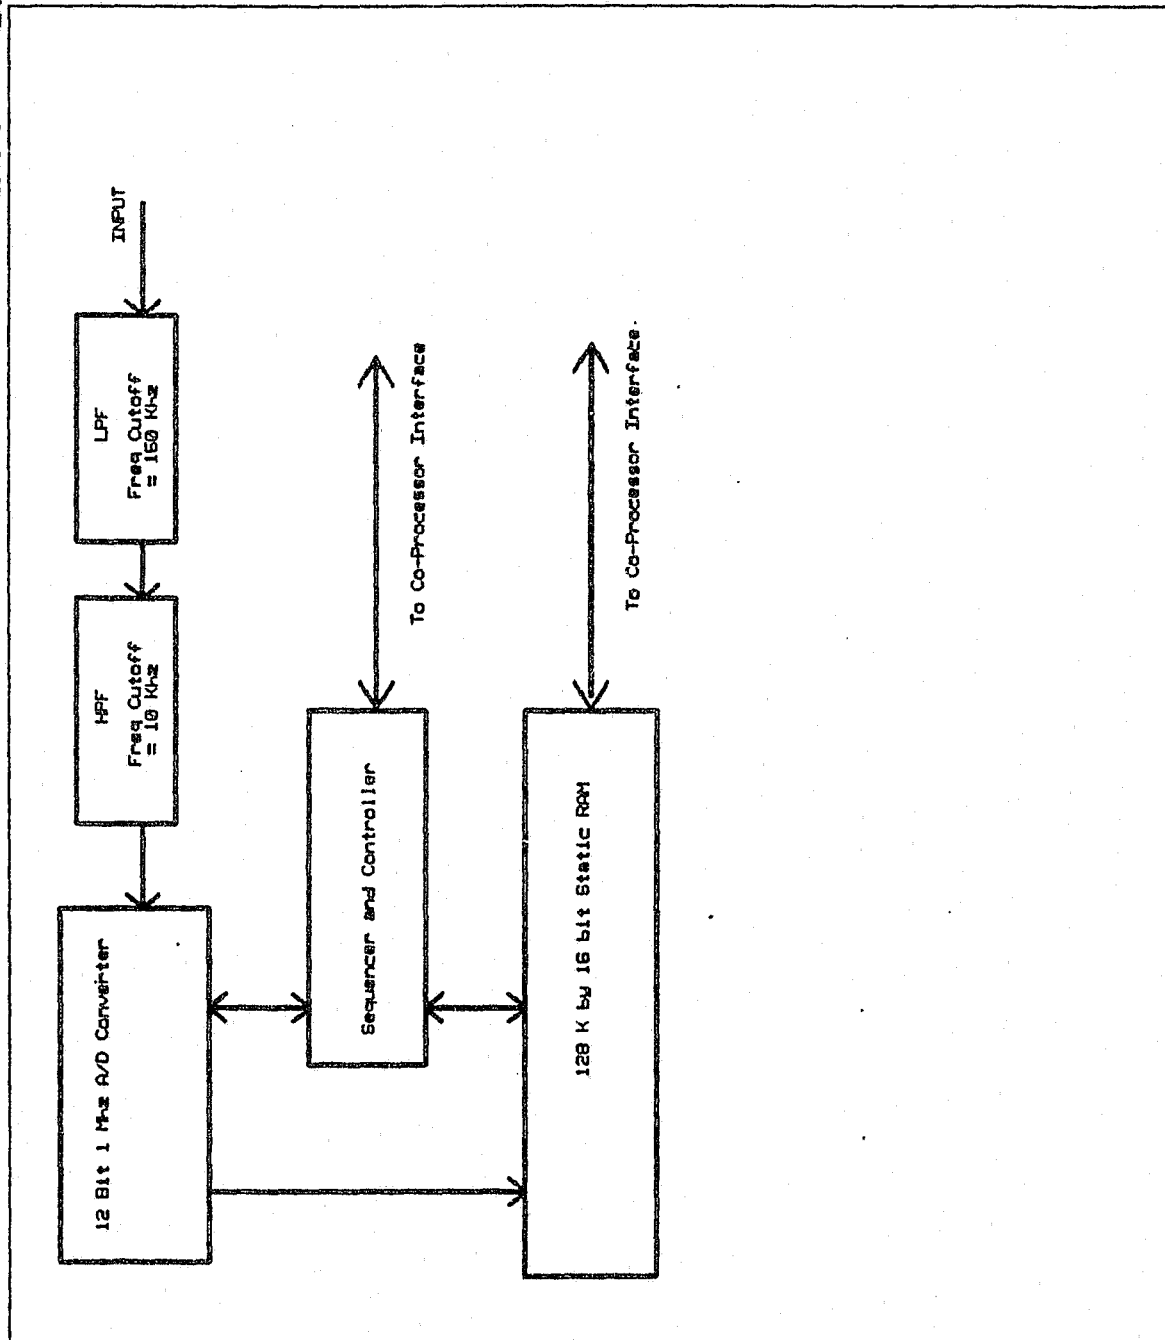 INPUT
LPF
Freq Cutoff
= 150 Khz
HPF
Freq Cutoff
= 10 Khz
12 Bit 1 Mhz A/D Converter
To Co-Processor Interface
Sequencer and Controller
To Co-Processor Interface.
128 K by 16 bit Static RAM